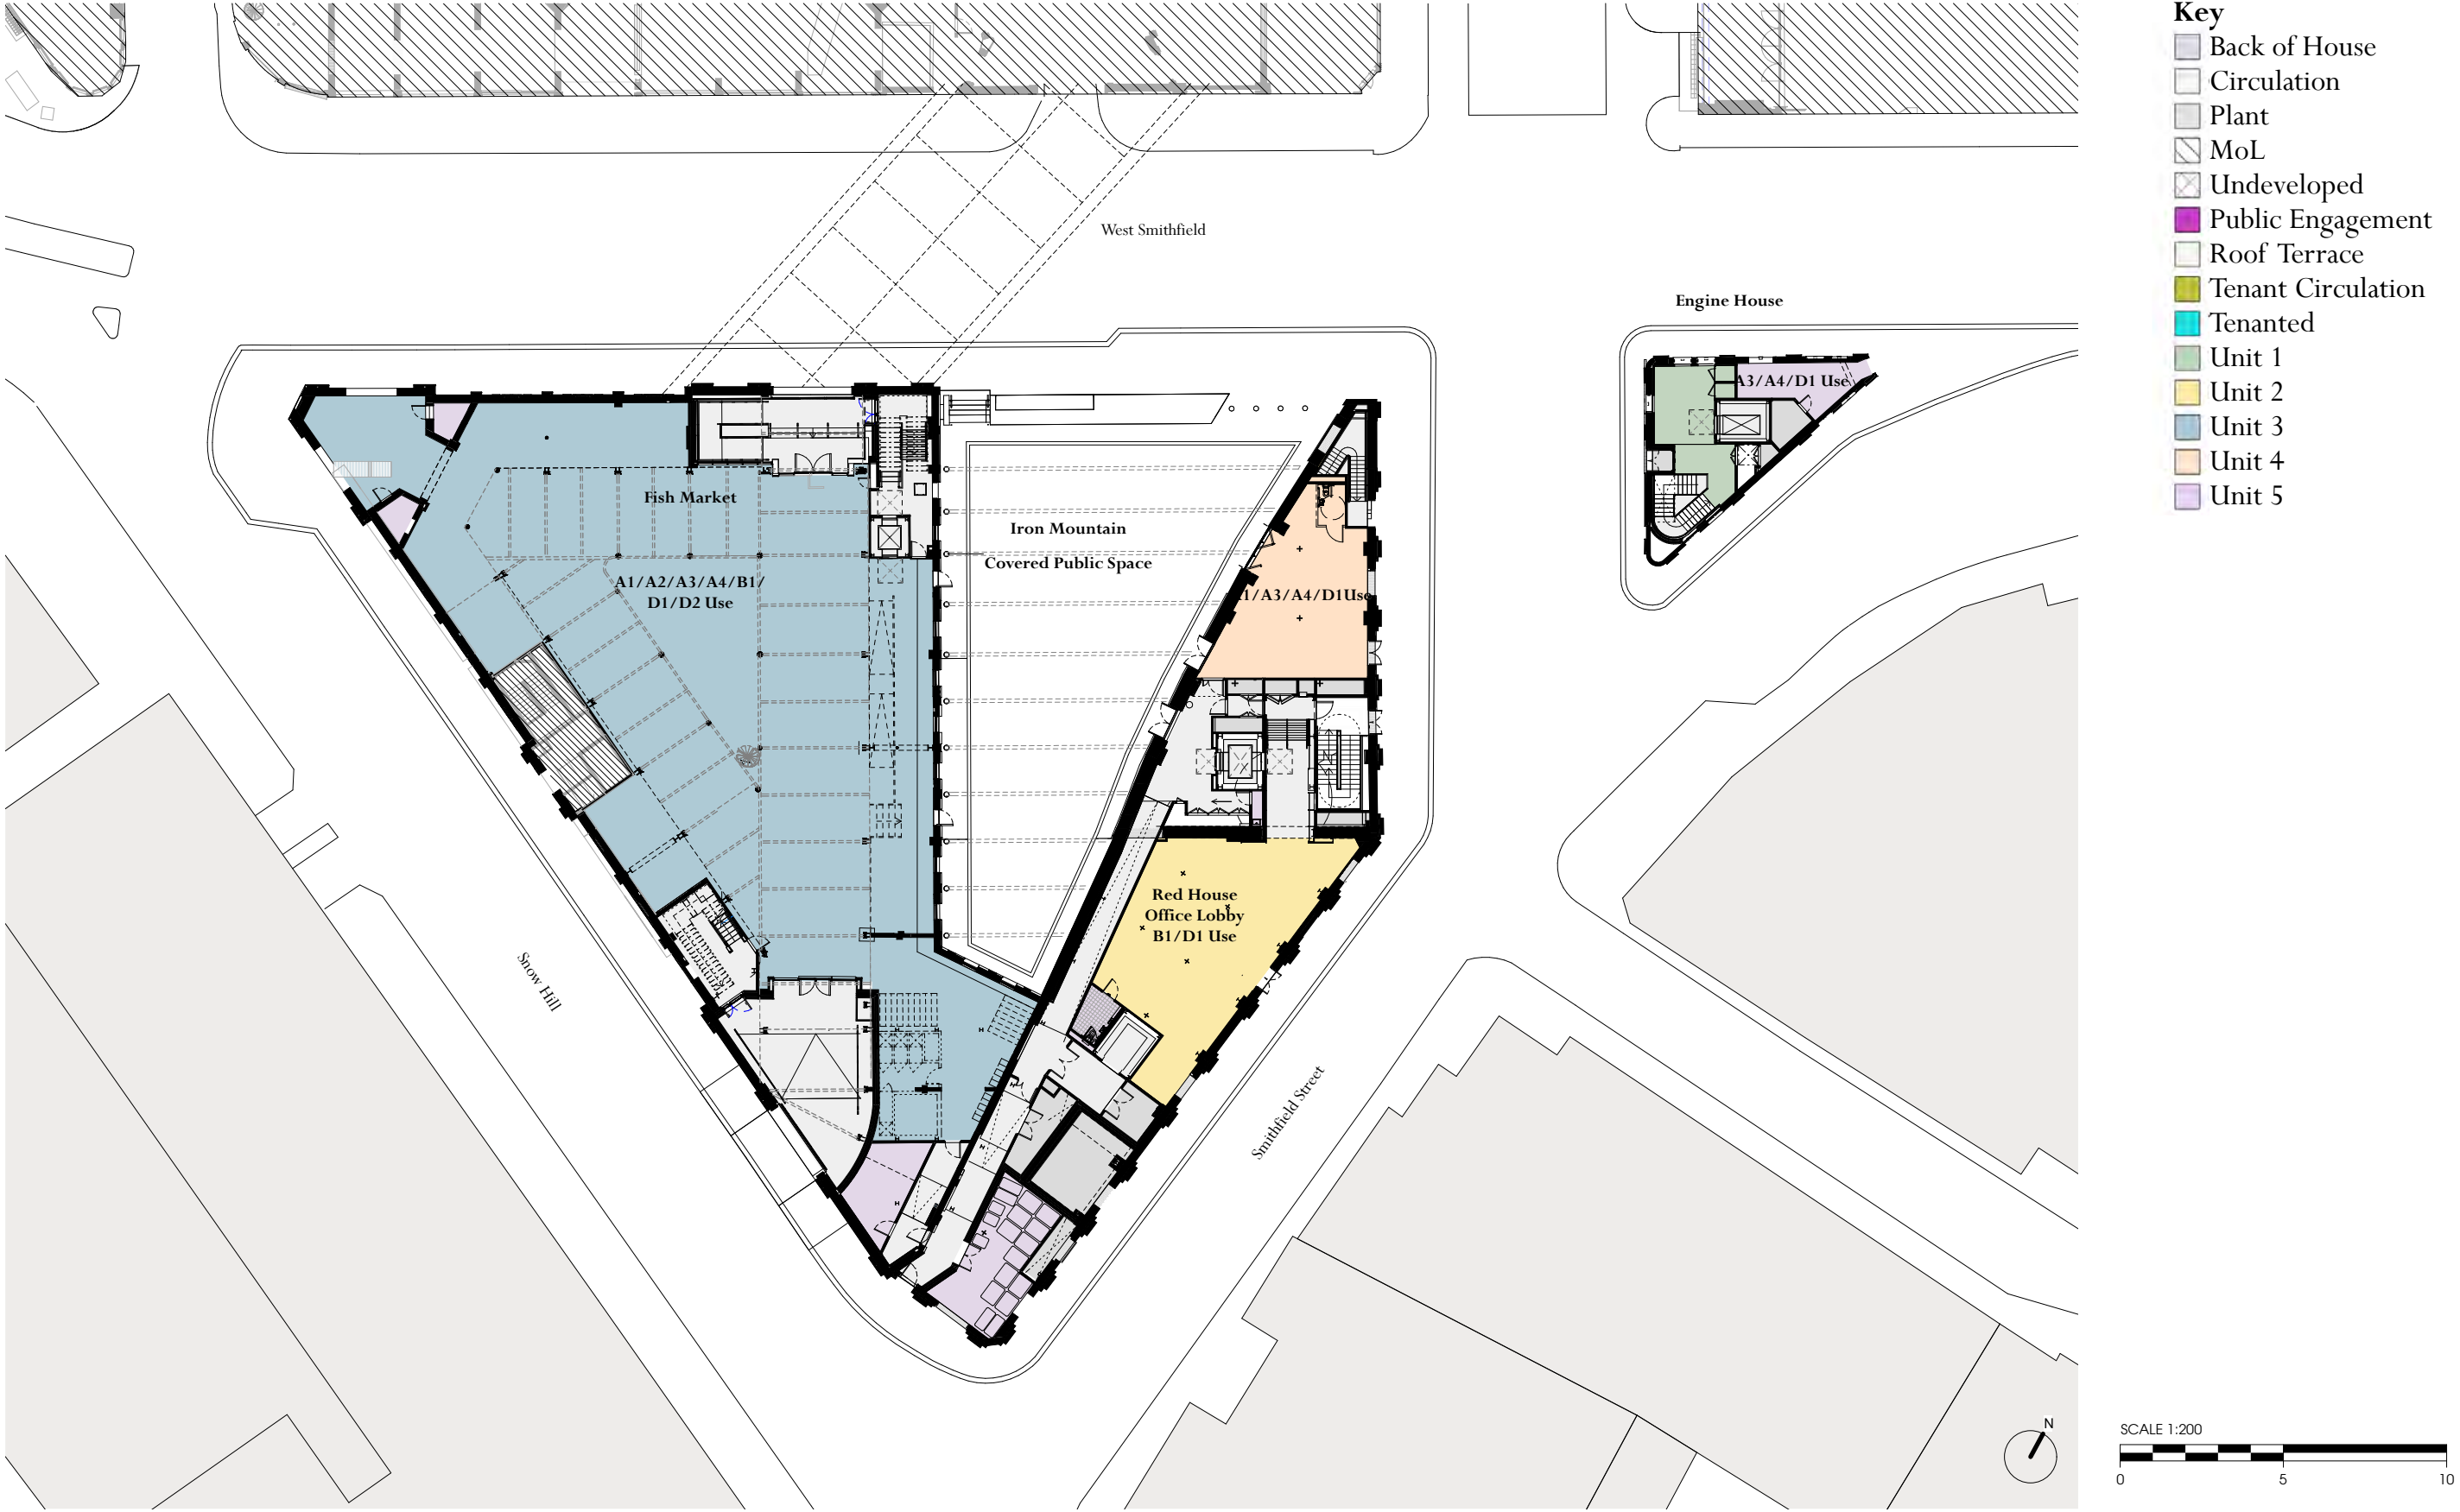 Key
Back of House
Circulation
Plant
MoL
Undeveloped
Public Engagement
Roof Terrace
Tenant Circulation
Tenanted
Unit 1
Unit 2
Unit 3
Unit 4
Unit 5
West Smithfield
Engine House
A3/A4/D1 Use
Fish Market
A1/A2/A3/A4/B1/
D1/D2 Use
Iron Mountain
Covered Public Space
1/A3/A4/D1Use
Red House
Office Lobby
B1/D1 Use
Snow Hill
Smithfield Street
N
SCALE 1:200
0 5 10